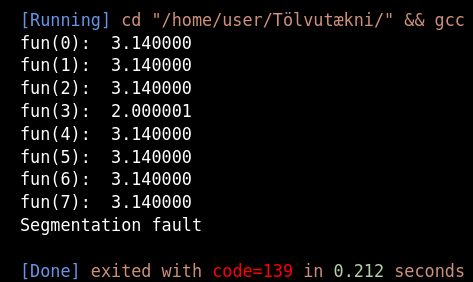 [Running] cd "/home/user/Tölvutækni/" && gcc
fun(0):  3.140000
fun(1):  3.140000
fun(2):  3.140000
fun(3):  2.000001
fun(4):  3.140000
fun(5):  3.140000
fun(6):  3.140000
fun(7):  3.140000
Segmentation fault
[Done] exited with code=139 in 0.212 seconds